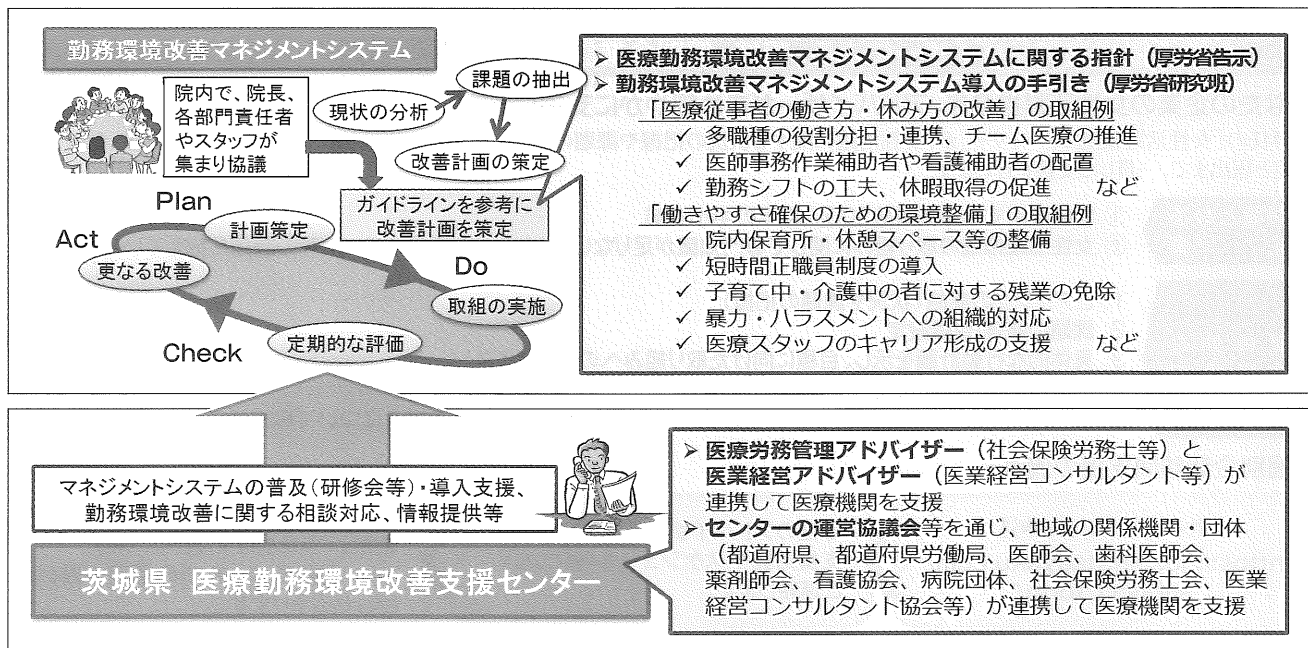 勤務環境改善マネジメントシステム
院内で、院長、
各部門責任者
やスタッフが
集まり協議
現状の分析
課題の抽出
改善計画の策定
ガイドラインを参考に
改善計画を策定
Plan
計画策定
Act
更なる改善
Do
取組の実施
Check
定期的な評価
➢ 医療勤務環境改善マネジメントシステムに関する指針（厚労省告示）
➢ 勤務環境改善マネジメントシステム導入の手引き（厚労省研究班）
「医療従事者の働き方・休み方の改善」の取組例
✓ 多職種の役割分担・連携、チーム医療の推進
✓ 医師事務作業補助者や看護補助者の配置
✓ 勤務シフトの工夫、休暇取得の促進　など
「働きやすさ確保のための環境整備」の取組例
✓ 院内保育所・休憩スペース等の整備
✓ 短時間正職員制度の導入
✓ 子育て中・介護中の者に対する残業の免除
✓ 暴力・ハラスメントへの組織的対応
✓ 医療スタッフのキャリア形成の支援　など
マネジメントシステムの普及（研修会等）・導入支援、
勤務環境改善に関する相談対応、情報提供等
茨城県 医療勤務環境改善支援センター
➢ 医療労務管理アドバイザー（社会保険労務士等）と
医業経営アドバイザー（医業経営コンサルタント等）が
連携して医療機関を支援
➢ センターの運営協議会等を通じ、地域の関係機関・団体
（都道府県、都道府県労働局、医師会、歯科医師会、
薬剤師会、看護協会、病院団体、社会保険労務士会、医業
経営コンサルタント協会等）が連携して医療機関を支援